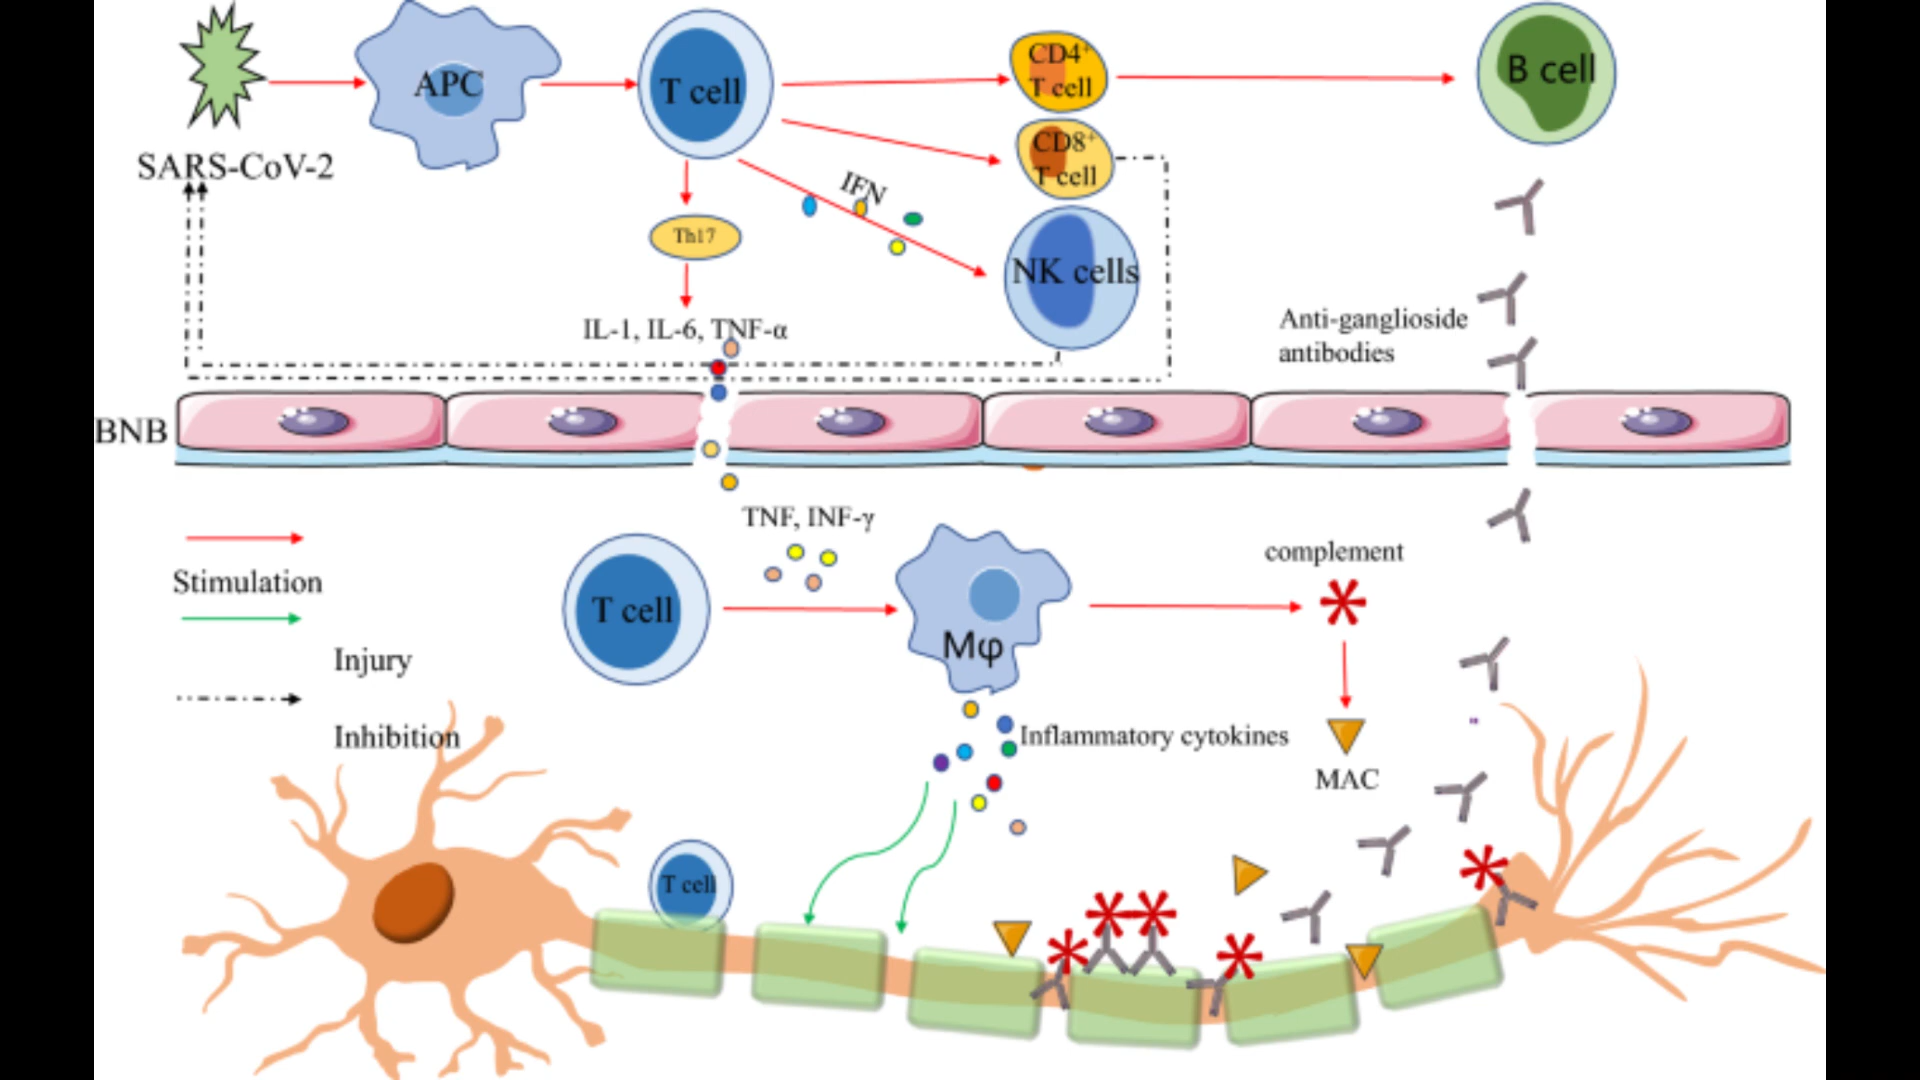 APC
T cell
CD4+
T cell
B cell
SARS-CoV-2
CD8+
T cell
IFN
Th17
NK cells
IL-1, IL-6, TNF-α
Anti-ganglioside
antibodies
BNB
TNF, INF-γ
complement
Stimulation
T cell
Mφ
Injury
Inhibition
Inflammatory cytokines
MAC
T cell